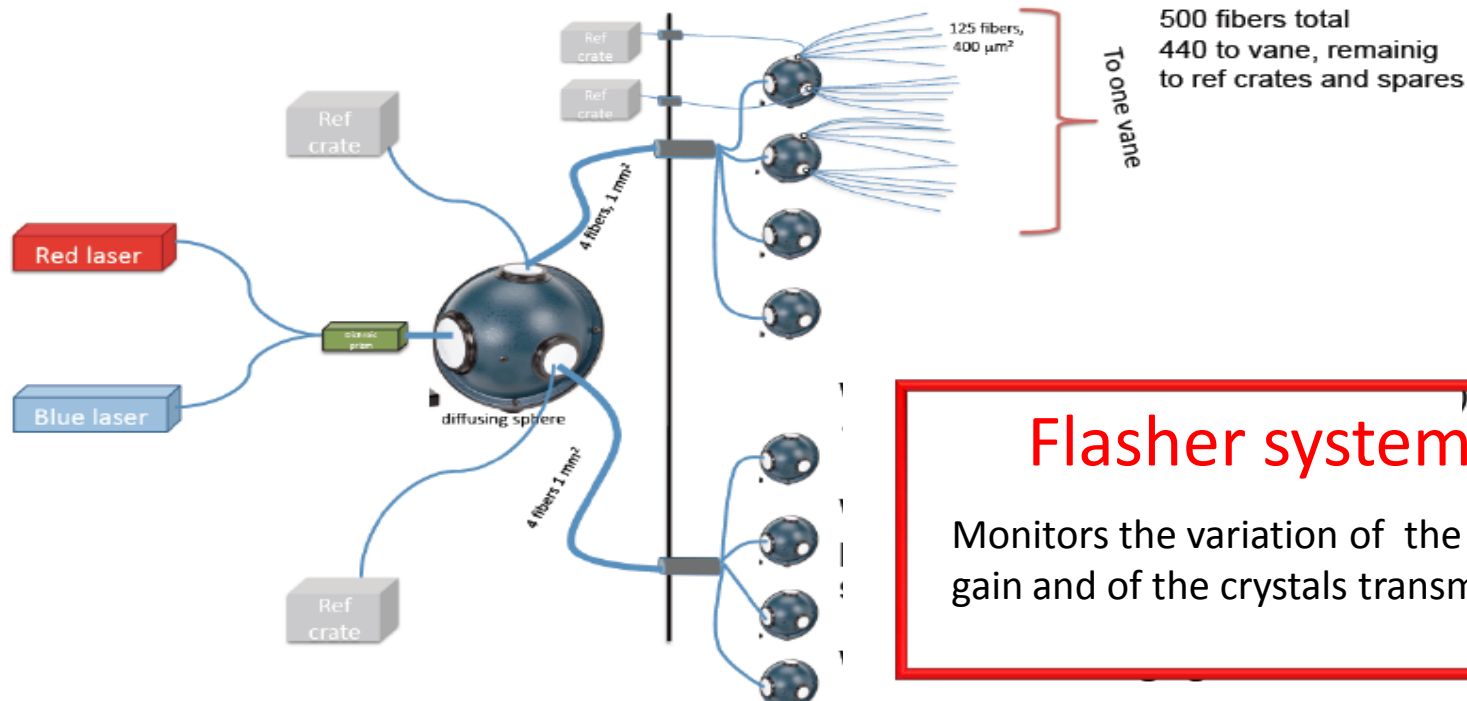 Ref
crate
Ref
crate
125 fibers,
400 µm²
500 fibers total
440 to vane, remainig
to ref crates and spares
To one vane
Ref
crate
4 fibers, 1 mm²
Red laser
prizm
Blue laser
diffusing sphere
4 fibers 1 mm²
Ref
crate
Flasher system
Monitors the variation of the
gain and of the crystals transm